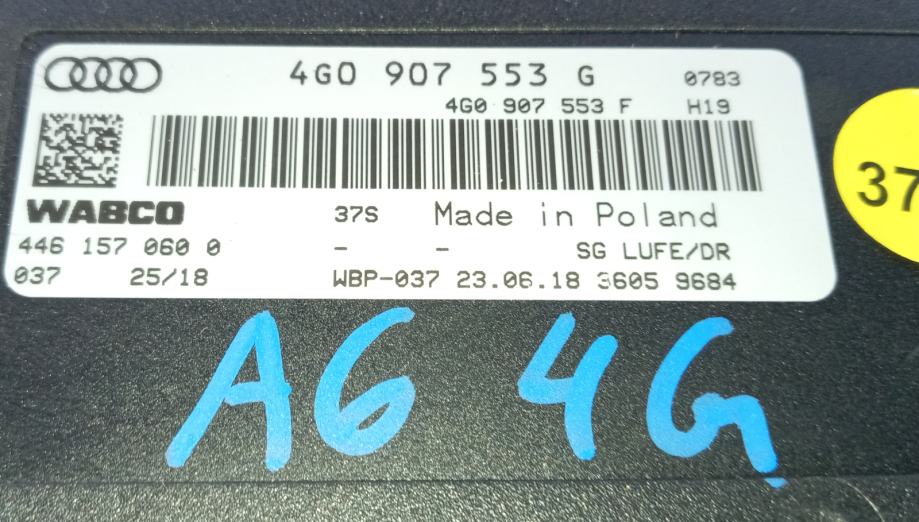 4G0 907 553 G 0783
4G0 907 553 F H19
WABCO 37S Made in Poland
446 157 060 0 - - SG LUFE/DR
037 25/18 WBP-037 23.06.18 3605 9684
37
A6 4G